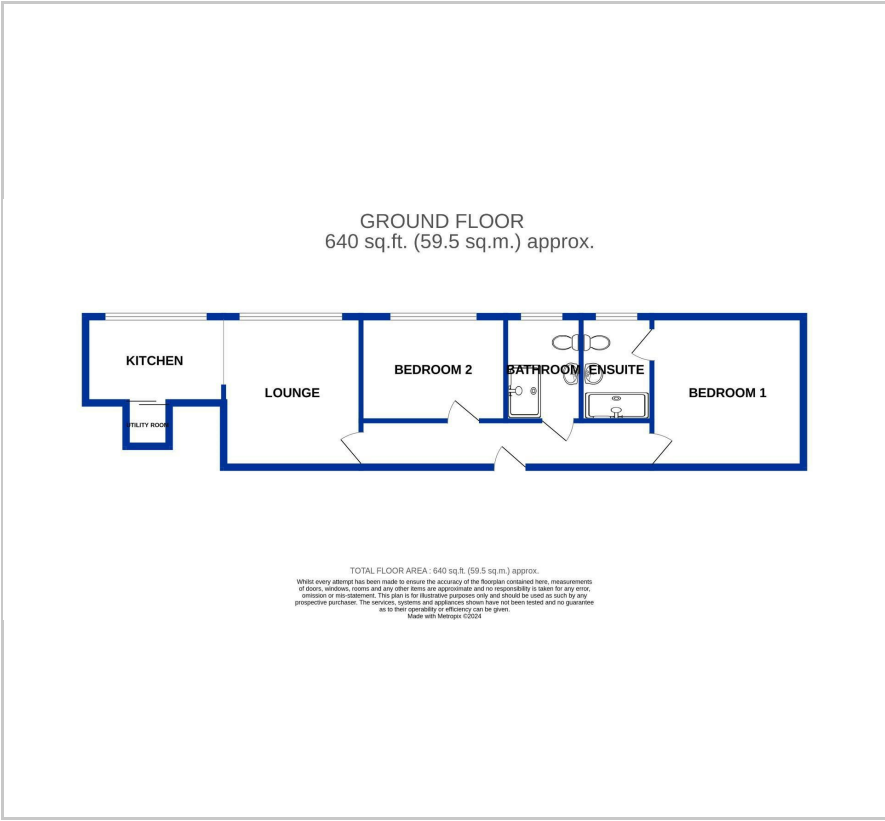 GROUND FLOOR
640 sq.ft. (59.5 sq.m.) approx.
KITCHEN
LOUNGE
BEDROOM 2
BATHROOM
ENSUITE
BEDROOM 1
UTILITY ROOM
TOTAL FLOOR AREA : 640 sq.ft. (59.5 sq.m.) approx.
Whilst every attempt has been made to ensure the accuracy of the floorplan contained here, measurements
of doors, windows, rooms and any other items are approximate and no responsibility is taken for any error,
omission or mis-statement. This plan is for illustrative purposes only and should be used as such by any
prospective purchaser. The services, systems and appliances shown have not been tested and no guarantee
as to their operability or efficiency can be given.
Made with Metropix ©2024